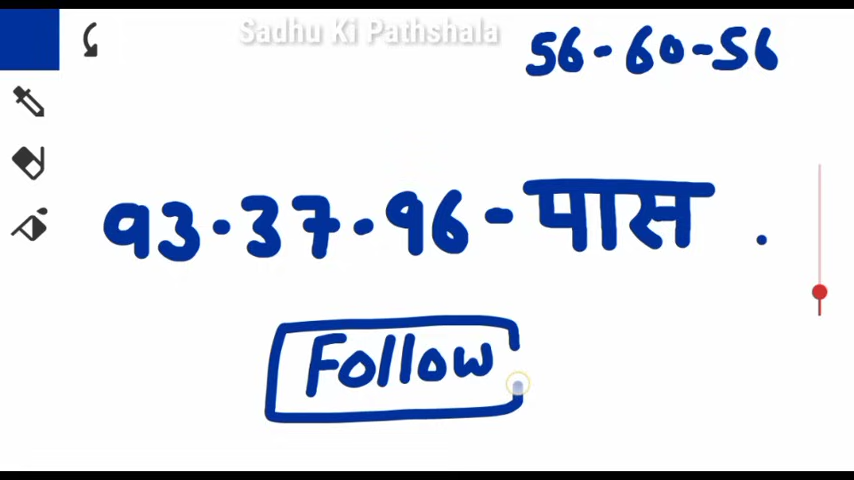 Sadhu Ki Pathshala
56-60-56
93.37.96-पास .
Follow